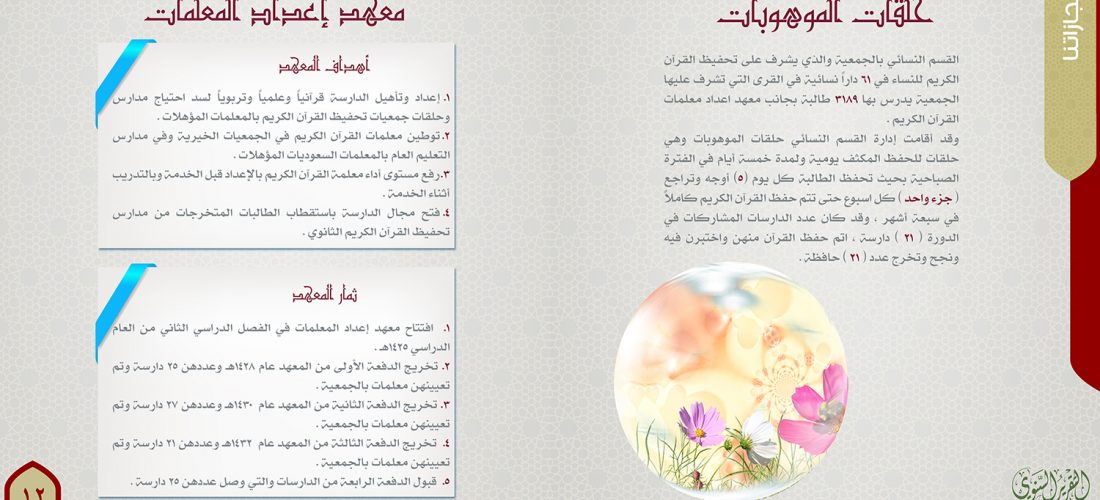 جازاتنا
حلقات الموهوبات
القسم النسائي بالجمعية والذي يشرف على تحفيظ القرآن
الكريم للنساء في ٦١ داراً نسائية في القرى التي تشرف عليها
الجمعية يدرس بها ٣١٨٩ طالبة بجانب معهد اعداد معلمات
القرآن الكريم .
وقد أقامت إدارة القسم النسائي حلقات الموهوبات وهي
حلقات للحفظ المكثف يومية ولمدة خمسة أيام في الفترة
الصباحية بحيث تحفظ الطالبة كل يوم (٥) أوجه وتراجع
( جزء واحد ) كل اسبوع حتى تتم حفظ القرآن الكريم كاملاً
في سبعة أشهر ، وقد كان عدد الدارسات المشاركات في
الدورة ( ٢١ ) دارسة ، اتم حفظ القرآن منهن واختبرن فيه
ونجح وتخرج عدد ( ٢١ ) حافظة .
معهد إعداد المعلمات
أهداف المعهد
١. إعداد وتأهيل الدارسة قرآنياً وعلمياً وتربوياً لسد احتياج مدارس
وحلقات جمعيات تحفيظ القرآن الكريم بالمعلمات المؤهلات .
٢. توطين معلمات القرآن الكريم في الجمعيات الخيرية وفي مدارس
التعليم العام بالمعلمات السعوديات المؤهلات .
٣. رفع مستوى أداء معلمة القرآن الكريم بالإعداد قبل الخدمة وبالتدريب
أثناء الخدمة .
٤. فتح مجال الدارسة باستقطاب الطالبات المتخرجات من مدارس
تحفيظ القرآن الكريم الثانوي .
ثمار المعهد
١. افتتاح معهد إعداد المعلمات في الفصل الدراسي الثاني من العام
الدراسي ١٤٢٥هـ .
٢. تخريج الدفعة الأولى من المعهد عام ١٤٢٨هـ وعددهن ٢٥ دارسة وتم
تعيينهن معلمات بالجمعية .
٣. تخريج الدفعة الثانية من المعهد عام ١٤٣٠هـ وعددهن ٢٧ دارسة وتم
تعيينهن معلمات بالجمعية .
٤. تخريج الدفعة الثالثة من المعهد عام ١٤٣٢هـ وعددهن ٢١ دارسة وتم
تعيينهن معلمات بالجمعية .
٥. قبول الدفعة الرابعة من الدارسات والتي وصل عددهن ٢٥ دارسة .
١٢
التقرير السنوي